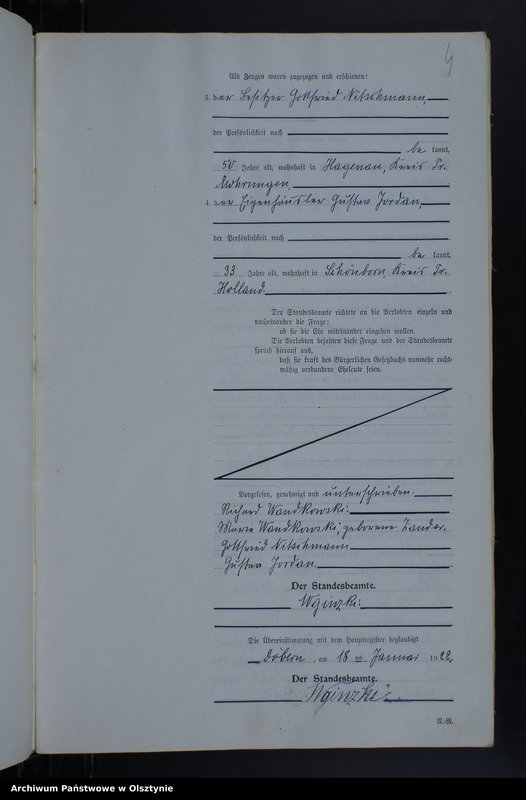 4
Als Zeugen waren zugezogen und erschienen:
3. der Besitzer Gottfried Nitschmann,
der Persönlichkeit nach
be kannt,
50 Jahre alt, wohnhaft in Hagenau, Kreis Pr.
Mohrungen,
4. der Eigenhäusler Gustav Jordan,
der Persönlichkeit nach
be kannt,
33 Jahre alt, wohnhaft in Schönborn, Kreis Pr.
Holland.
Der Standesbeamte richtete an die Verlobten einzeln und
nacheinander die Frage:
ob sie die Ehe miteinander eingehen wollen.
Die Verlobten bejahten diese Frage und der Standesbeamte
sprach hierauf aus,
daß sie kraft des Bürgerlichen Gesetzbuchs nunmehr recht-
mäßig verbundene Eheleute seien.
Vorgelesen, genehmigt und unterschrieben.
Richard Wandkowski.
Marie Wandkowski, geborene Zander.
Gottfried Nitschmann
Gustav Jordan.
Der Standesbeamte.
Wginzki.
Die Übereinstimmung mit dem Hauptregister beglaubigt
Döbern, am 18 ten Januar 1922.
Der Standesbeamte.
Wginzki
Archiwum Państwowe w Olsztynie